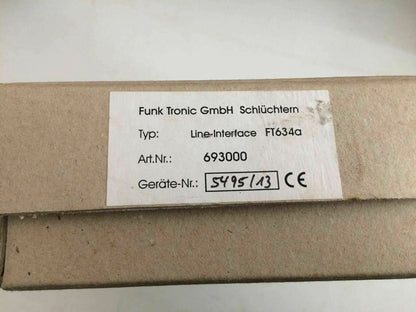 Funk Tronic GmbH Schlüchtern
Typ: Line-Interface FT634a
Art.Nr.: 693000
Geräte-Nr.: 5495/13 CE